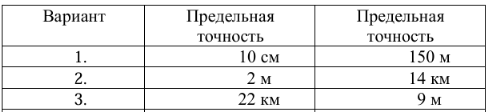 Вариант Предельная точность Предельная точность
1. 10 см 150 м
2. 2 м 14 км
3. 22 км 9 м